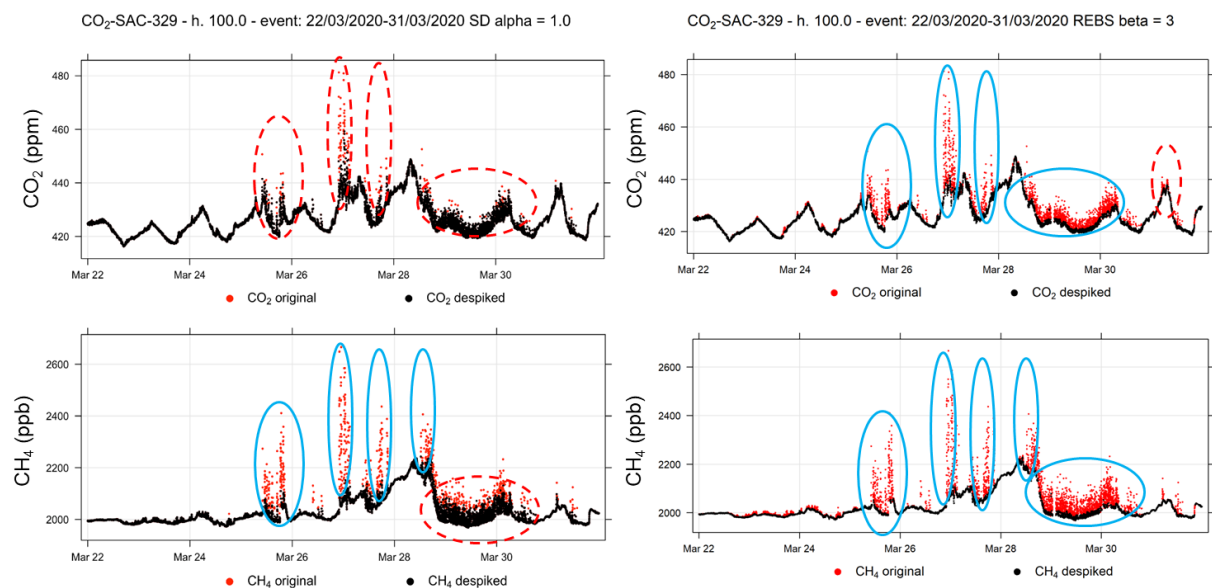 CO₂-SAC-329 - h. 100.0 - event: 22/03/2020-31/03/2020 SD alpha = 1.0
CO₂ (ppm)
480
460
440
420
Mar 22
Mar 24
Mar 26
Mar 28
Mar 30
CO₂ original
CO₂ despiked
CO₂-SAC-329 - h. 100.0 - event: 22/03/2020-31/03/2020 REBS beta = 3
CO₂ (ppm)
480
460
440
420
Mar 22
Mar 24
Mar 26
Mar 28
Mar 30
CO₂ original
CO₂ despiked
CH₄ (ppb)
2600
2400
2200
2000
Mar 22
Mar 24
Mar 26
Mar 28
Mar 30
CH₄ original
CH₄ despiked
CH₄ (ppb)
2600
2400
2200
2000
Mar 22
Mar 24
Mar 26
Mar 28
Mar 30
CH₄ original
CH₄ despiked